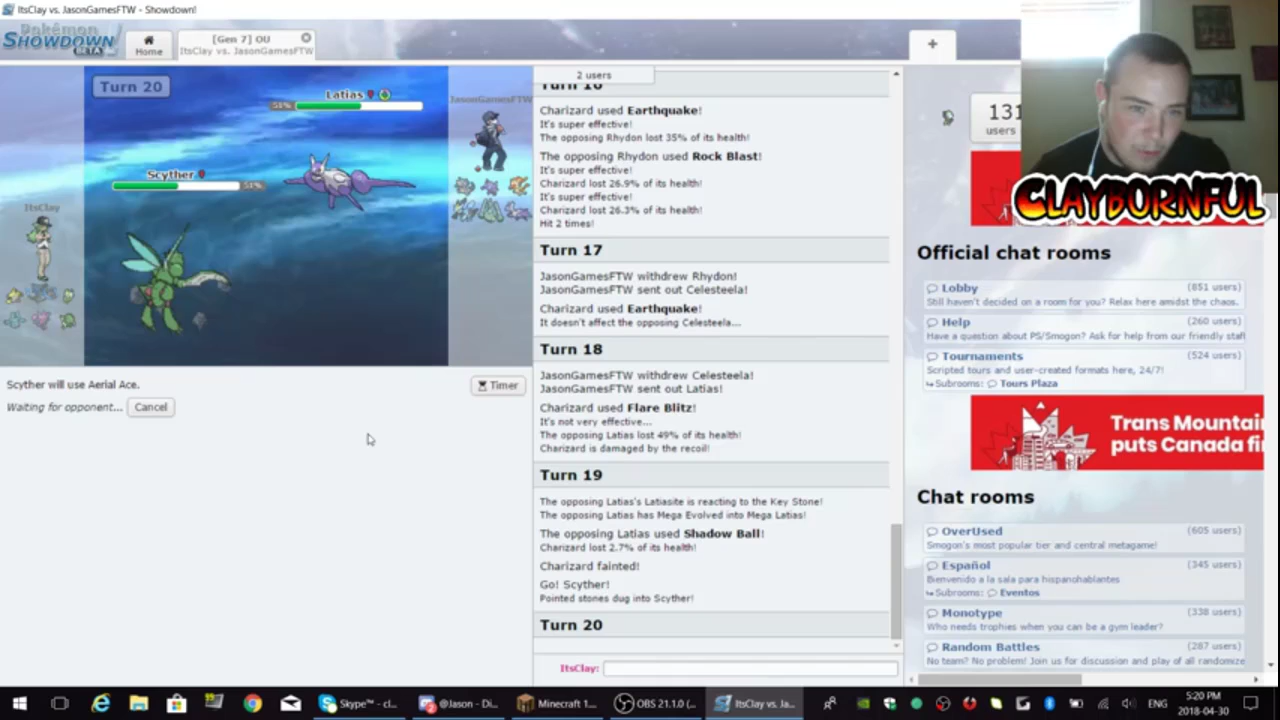 ItsClay vs. JasonGamesFTW - Showdown!
Pokémon
SHOWDOWN
BETA
Home
[Gen 7] OU
ItsClay vs. JasonGamesFTW
+
Turn 20
Latias
51%
Scyther
51%
JasonGamesFTW
ItsClay
Scyther will use Aerial Ace.
Timer
Waiting for opponent...
Cancel
2 users
Turn 16
Charizard used Earthquake!
It's super effective!
The opposing Rhydon lost 35% of its health!
The opposing Rhydon used Rock Blast!
It's super effective!
Charizard lost 26.9% of its health!
It's super effective!
Charizard lost 26.3% of its health!
Hit 2 times!
Turn 17
JasonGamesFTW withdrew Rhydon!
JasonGamesFTW sent out Celesteela!
Charizard used Earthquake!
It doesn't affect the opposing Celesteela...
Turn 18
JasonGamesFTW withdrew Celesteela!
JasonGamesFTW sent out Latias!
Charizard used Flare Blitz!
It's not very effective...
The opposing Latias lost 49% of its health!
Charizard is damaged by the recoil!
Turn 19
The opposing Latias's Latiasite is reacting to the Key Stone!
The opposing Latias has Mega Evolved into Mega Latias!
The opposing Latias used Shadow Ball!
Charizard lost 2.7% of its health!
Charizard fainted!
Go! Scyther!
Pointed stones dug into Scyther!
Turn 20
ItsClay:
131
users
CLAYBORNFUL
Official chat rooms
Lobby (851 users)
Still haven't decided on a room for you? Relax here amidst the chaos.
Help (260 users)
Have a question about PS/Smogon? Ask for help from our friendly staff
Tournaments (524 users)
Scripted tours and user-created formats here, 24/7!
Subrooms: Tours Plaza
Trans Mountai
puts Canada fi
Chat rooms
OverUsed (605 users)
Smogon's most popular tier and central metagame!
Español (345 users)
Bienvenido a la sala para hispanohablantes
Subrooms: Eventos
Monotype (338 users)
Who needs trophies when you can be a gym leader?
Random Battles (287 users)
No team? No problem! Join us for discussion and play of all randomize
Skype™ - cl...
@Jason - Di...
Minecraft 1...
OBS 21.1.0 (...
ItsClay vs. Ja...
ENG
5:20 PM
2018-04-30